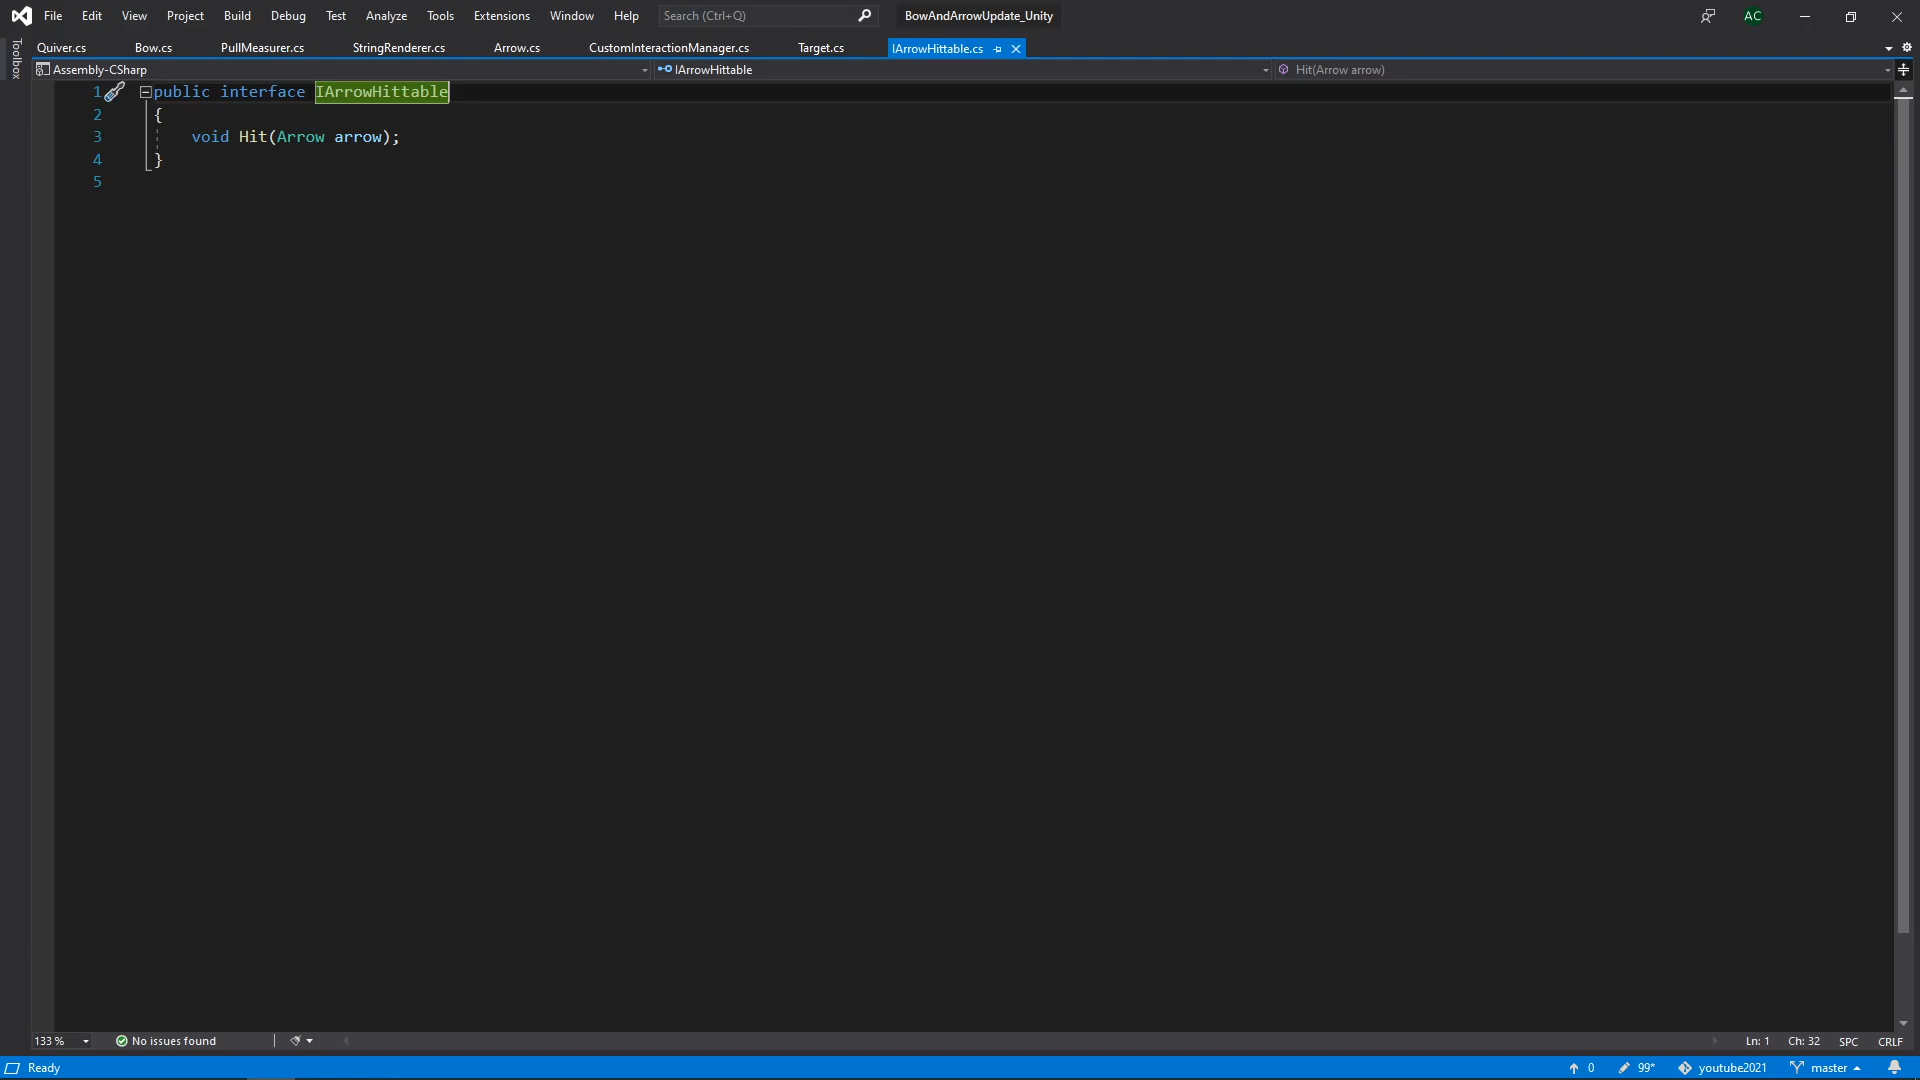 File Edit View Project Build Debug Test Analyze Tools Extensions Window Help Search (Ctrl+Q) BowAndArrowUpdate_Unity AC
Toolbox
Quiver.cs Bow.cs PullMeasurer.cs StringRenderer.cs Arrow.cs CustomInteractionManager.cs Target.cs IArrowHittable.cs
Assembly-CSharp IArrowHittable Hit(Arrow arrow)
1 public interface IArrowHittable
2 {
3 void Hit(Arrow arrow);
4 }
5
133 % No issues found Ln: 1 Ch: 32 SPC CRLF
Ready 0 99* youtube2021 master